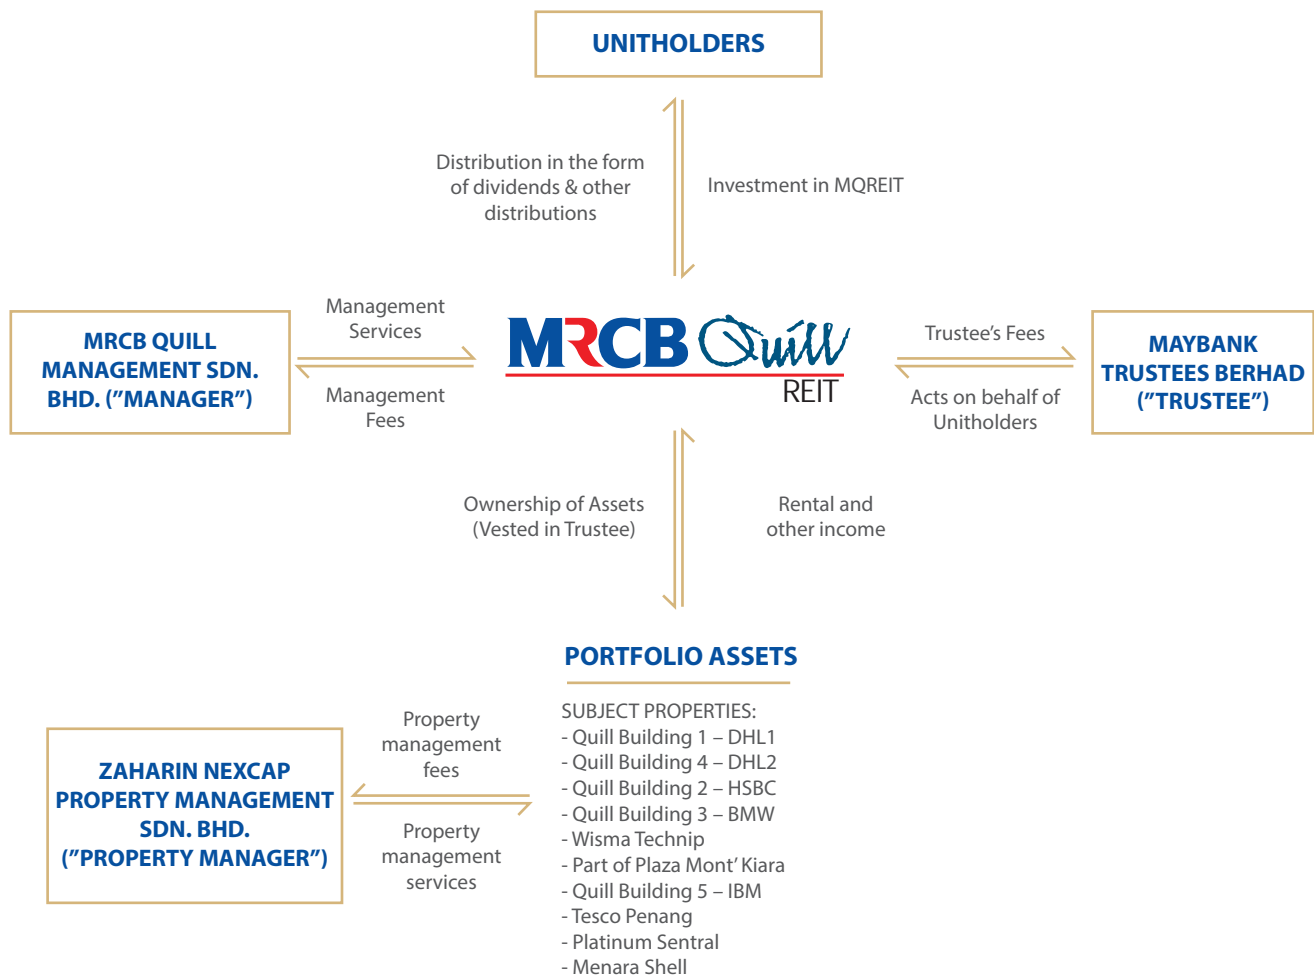 UNITHOLDERS
Distribution in the form
of dividends & other
distributions
Investment in MQREIT
MRCB QUILL
MANAGEMENT SDN.
BHD. (”MANAGER”)
Management
Services
Management
Fees
MRCB Quill
REIT
Trustee’s Fees
Acts on behalf of
Unitholders
MAYBANK
TRUSTEES BERHAD
(”TRUSTEE”)
Ownership of Assets
(Vested in Trustee)
Rental and
other income
PORTFOLIO ASSETS
SUBJECT PROPERTIES:
- Quill Building 1 – DHL1
- Quill Building 4 – DHL2
- Quill Building 2 – HSBC
- Quill Building 3 – BMW
- Wisma Technip
- Part of Plaza Mont’ Kiara
- Quill Building 5 – IBM
- Tesco Penang
- Platinum Sentral
- Menara Shell
Property
management
fees
Property
management
services
ZAHARIN NEXCAP
PROPERTY MANAGEMENT
SDN. BHD.
(”PROPERTY MANAGER”)